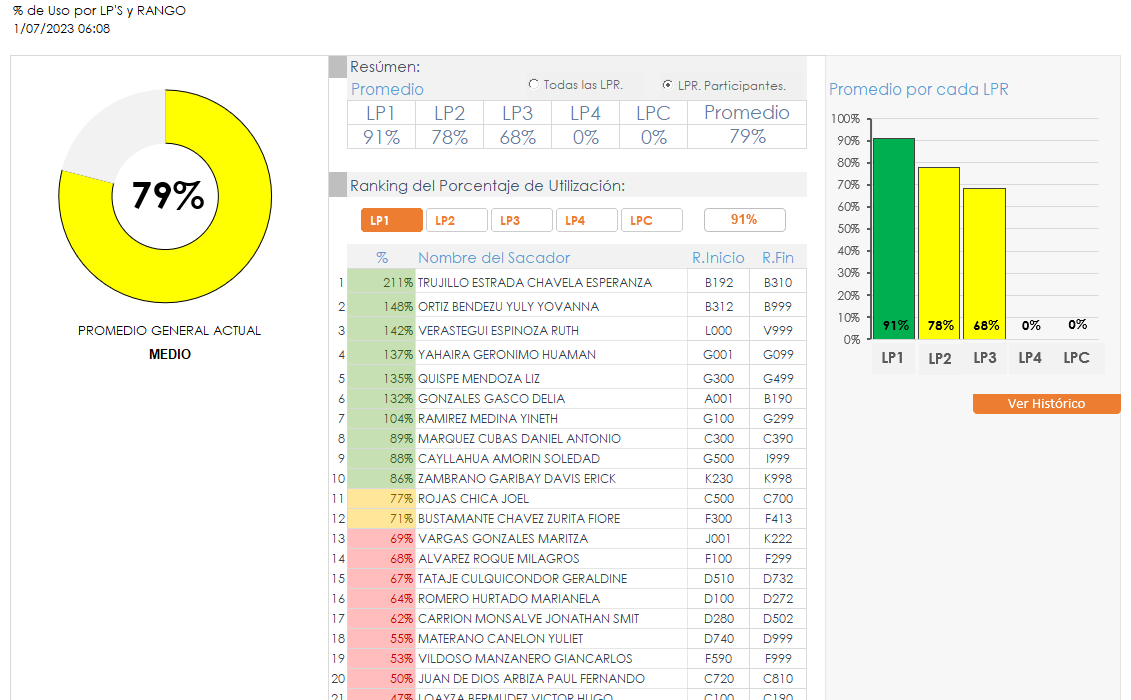 % de Uso por LP'S y RANGO
1/07/2023 06:08
79%
PROMEDIO GENERAL ACTUAL
MEDIO
Resúmen:
Promedio
Todas las LPR. LPR. Participantes.
LP1 LP2 LP3 LP4 LPC Promedio
91% 78% 68% 0% 0% 79%
Ranking del Porcentaje de Utilización:
LP1 LP2 LP3 LP4 LPC 91%
% Nombre del Sacador R.Inicio R.Fin
1 211% TRUJILLO ESTRADA CHAVELA ESPERANZA B192 B310
2 148% ORTIZ BENDEZU YULY YOVANNA B312 B999
3 142% VERASTEGUI ESPINOZA RUTH L000 V999
4 137% YAHAIRA GERONIMO HUAMAN G001 G099
5 135% QUISPE MENDOZA LIZ G300 G499
6 132% GONZALES GASCO DELIA A001 B190
7 104% RAMIREZ MEDINA YINETH G100 G299
8 89% MARQUEZ CUBAS DANIEL ANTONIO C300 C390
9 88% CAYLLAHUA AMORIN SOLEDAD G500 I999
10 86% ZAMBRANO GARIBAY DAVIS ERICK K230 K998
11 77% ROJAS CHICA JOEL C500 C700
12 71% BUSTAMANTE CHAVEZ ZURITA FIORE F300 F413
13 69% VARGAS GONZALES MARITZA J001 K222
14 68% ALVAREZ ROQUE MILAGROS F100 F299
15 67% TATAJE CULQUICONDOR GERALDINE D510 D732
16 64% ROMERO HURTADO MARIANELA D100 D272
17 62% CARRION MONSALVE JONATHAN SMIT D280 D502
18 55% MATERANO CANELON YULIET D740 D999
19 53% VILDOSO MANZANERO GIANCARLOS F590 F999
20 50% JUAN DE DIOS ARBIZA PAUL FERNANDO C720 C810
21 47% LOAYZA BERMUDEZ VICTOR HUGO C100 C190
Promedio por cada LPR
100%
90%
80%
70%
60%
50%
40%
30%
20%
10%
0%
91% 78% 68% 0% 0%
LP1 LP2 LP3 LP4 LPC
Ver Histórico